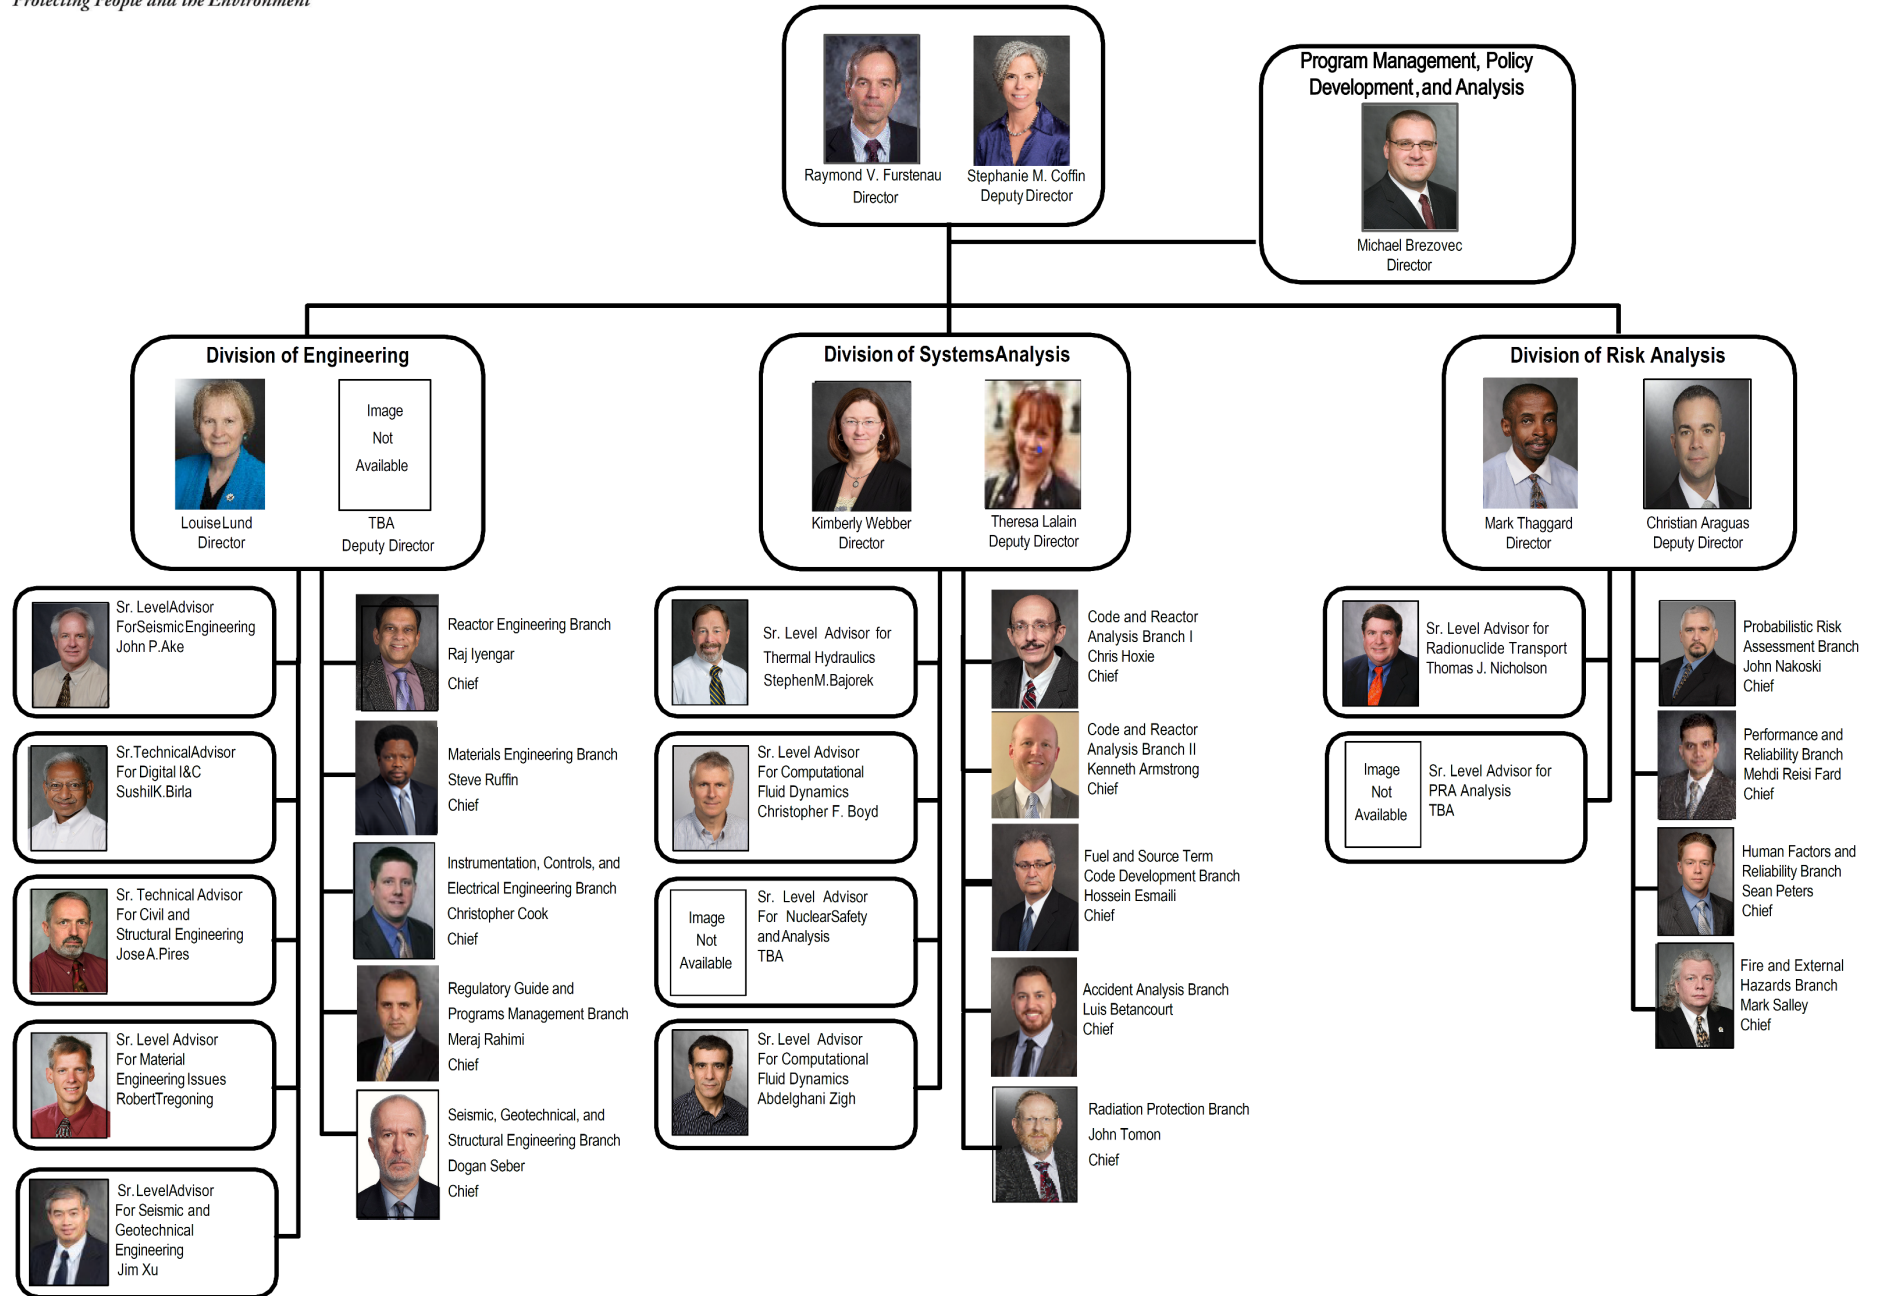 Protecting People and the Environment
Raymond V. Furstenau
Director
Stephanie M. Coffin
Deputy Director
Program Management, Policy
Development, and Analysis
Michael Brezovec
Director
Division of Engineering
Image
Not
Available
Louise Lund
Director
TBA
Deputy Director
Sr. Level Advisor
For Seismic Engineering
John P. Ake
Sr. Technical Advisor
For Digital I&C
Sushil K. Birla
Sr. Technical Advisor
For Civil and
Structural Engineering
Jose A. Pires
Sr. Level Advisor
For Material
Engineering Issues
Robert Tregoning
Sr. Level Advisor
For Seismic and
Geotechnical
Engineering
Jim Xu
Reactor Engineering Branch
Raj Iyengar
Chief
Materials Engineering Branch
Steve Ruffin
Chief
Instrumentation, Controls, and
Electrical Engineering Branch
Christopher Cook
Chief
Regulatory Guide and
Programs Management Branch
Meraj Rahimi
Chief
Seismic, Geotechnical, and
Structural Engineering Branch
Dogan Seber
Chief
Division of Systems Analysis
Kimberly Webber
Director
Theresa Lalain
Deputy Director
Sr. Level Advisor for
Thermal Hydraulics
Stephen M. Bajorek
Sr. Level Advisor
For Computational
Fluid Dynamics
Christopher F. Boyd
Image
Not
Available
Sr. Level Advisor
For Nuclear Safety
and Analysis
TBA
Sr. Level Advisor
For Computational
Fluid Dynamics
Abdelghani Zigh
Code and Reactor
Analysis Branch I
Chris Hoxie
Chief
Code and Reactor
Analysis Branch II
Kenneth Armstrong
Chief
Fuel and Source Term
Code Development Branch
Hossein Esmaili
Chief
Accident Analysis Branch
Luis Betancourt
Chief
Radiation Protection Branch
John Tomon
Chief
Division of Risk Analysis
Mark Thaggard
Director
Christian Araguas
Deputy Director
Sr. Level Advisor for
Radionuclide Transport
Thomas J. Nicholson
Image
Not
Available
Sr. Level Advisor for
PRA Analysis
TBA
Probabilistic Risk
Assessment Branch
John Nakoski
Chief
Performance and
Reliability Branch
Mehdi Reisi Fard
Chief
Human Factors and
Reliability Branch
Sean Peters
Chief
Fire and External
Hazards Branch
Mark Salley
Chief